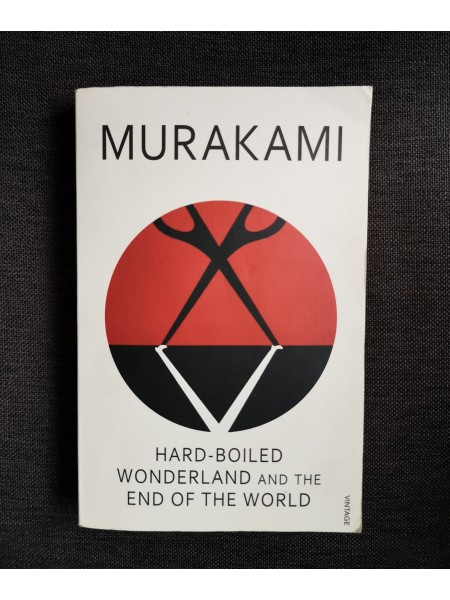 MURAKAMI
HARD-BOILED
WONDERLAND AND THE
END OF THE WORLD
VINTAGE